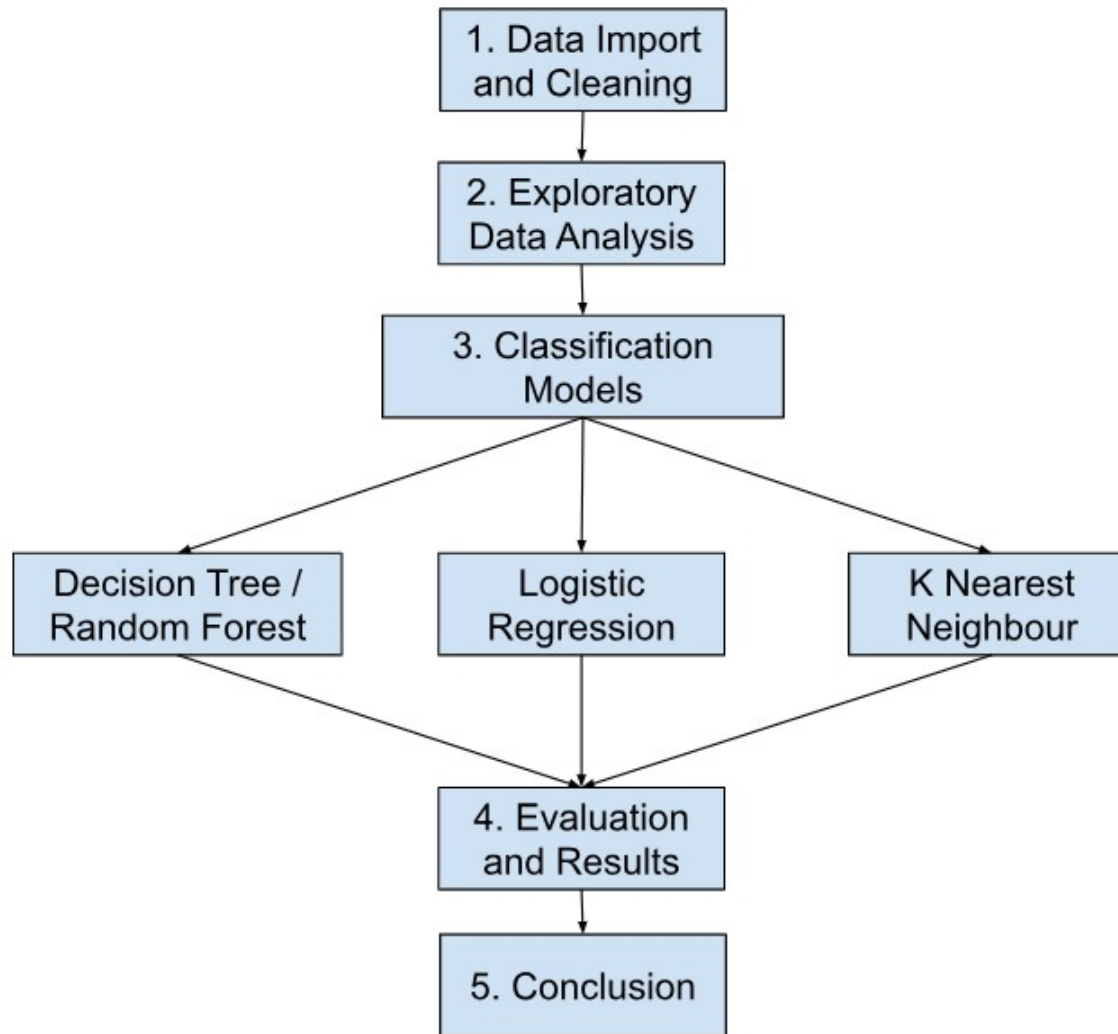 1. Data Import
and Cleaning
2. Exploratory
Data Analysis
3. Classification
Models
Decision Tree /
Random Forest
Logistic
Regression
K Nearest
Neighbour
4. Evaluation
and Results
5. Conclusion